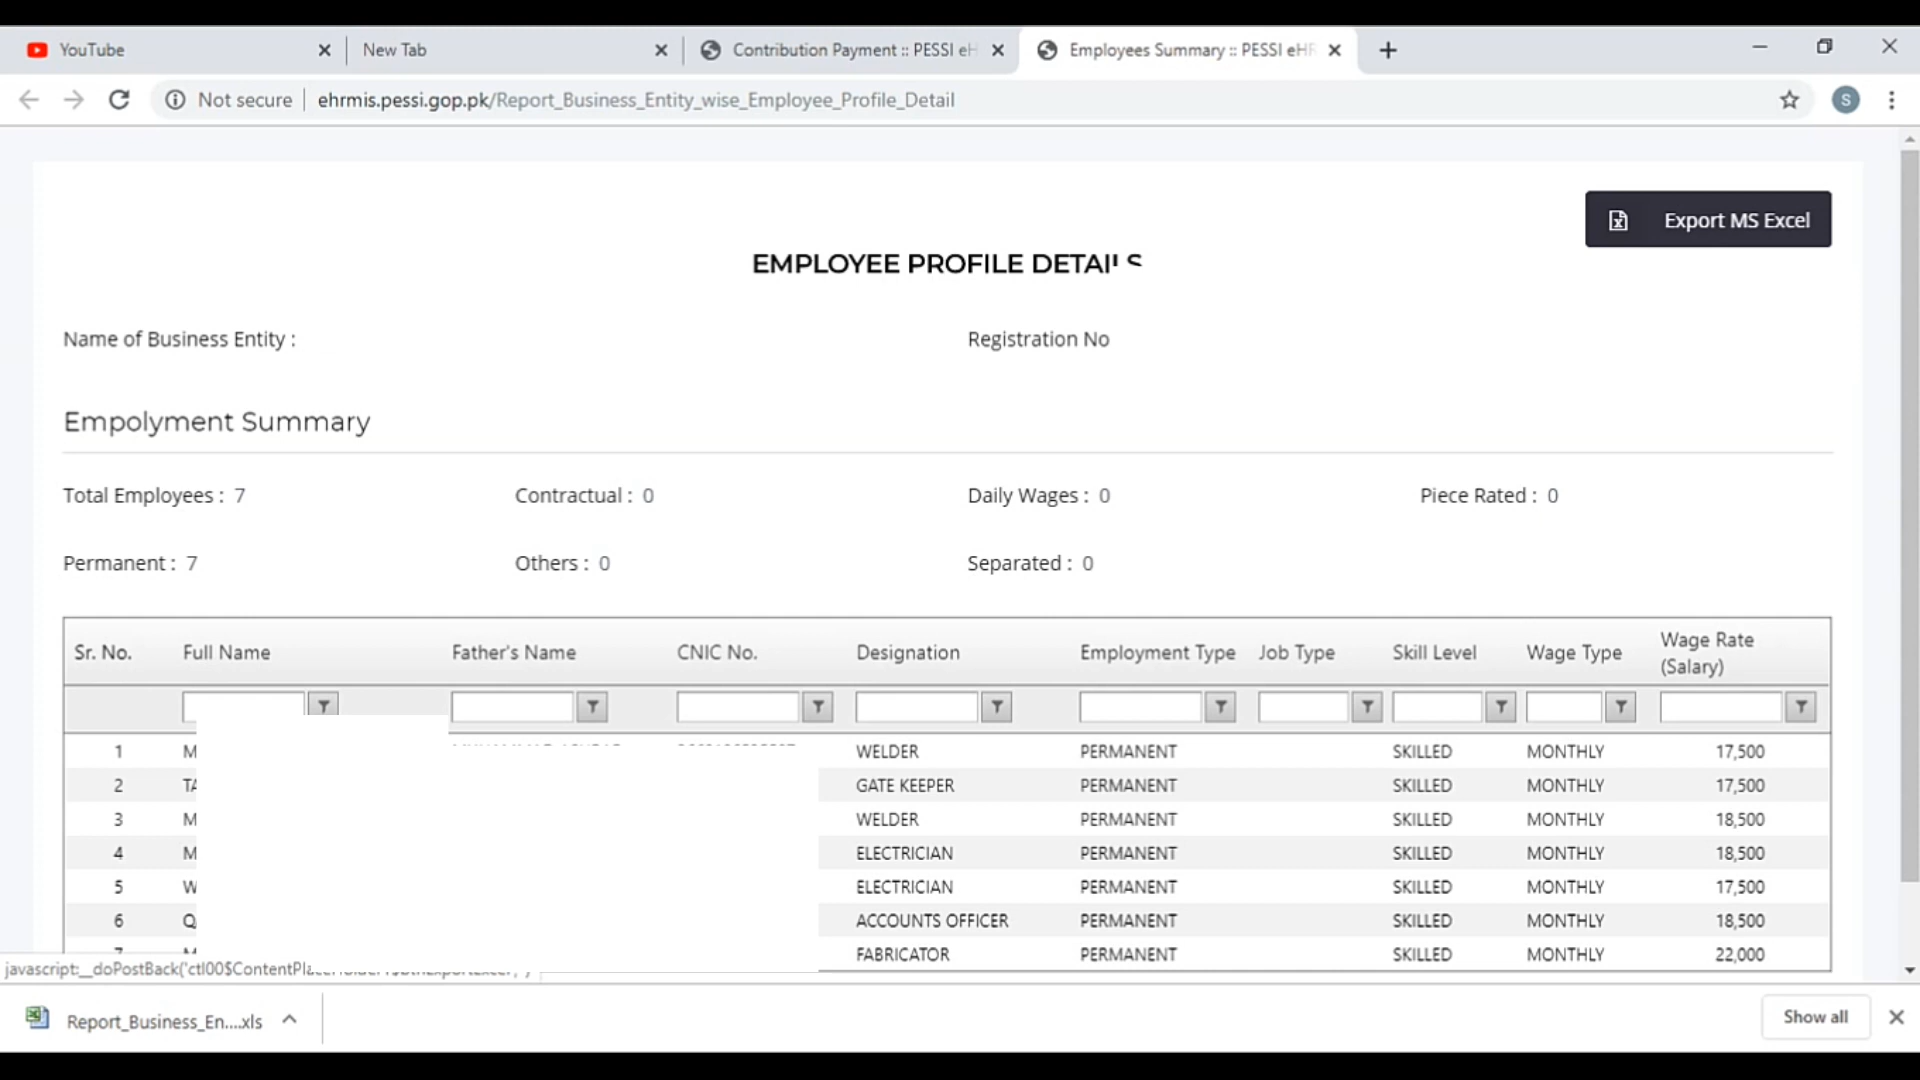 YouTube
New Tab
Contribution Payment :: PESSI eH
Employees Summary :: PESSI eHR
Not secure
ehrmis.pessi.gop.pk/Report_Business_Entity_wise_Employee_Profile_Detail
S
Export MS Excel
EMPLOYEE PROFILE DETAILS
Name of Business Entity :
Registration No
Empolyment Summary
Total Employees : 7 Contractual : 0 Daily Wages : 0 Piece Rated : 0
Permanent : 7 Others : 0 Separated : 0
Sr. No. Full Name Father's Name CNIC No. Designation Employment Type Job Type Skill Level Wage Type Wage Rate (Salary)
1 M WELDER PERMANENT SKILLED MONTHLY 17,500
2 TA GATE KEEPER PERMANENT SKILLED MONTHLY 17,500
3 M WELDER PERMANENT SKILLED MONTHLY 18,500
4 M ELECTRICIAN PERMANENT SKILLED MONTHLY 18,500
5 W ELECTRICIAN PERMANENT SKILLED MONTHLY 17,500
6 Q ACCOUNTS OFFICER PERMANENT SKILLED MONTHLY 18,500
7 M FABRICATOR PERMANENT SKILLED MONTHLY 22,000
Report_Business_En....xls
Show all